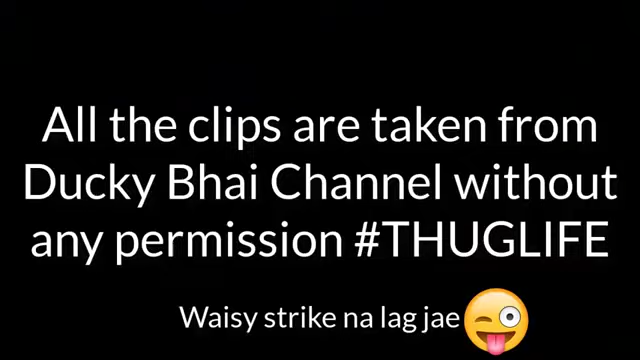 All the clips are taken from
Ducky Bhai Channel without
any permission #THUGLIFE
Waisy strike na lag jae😜